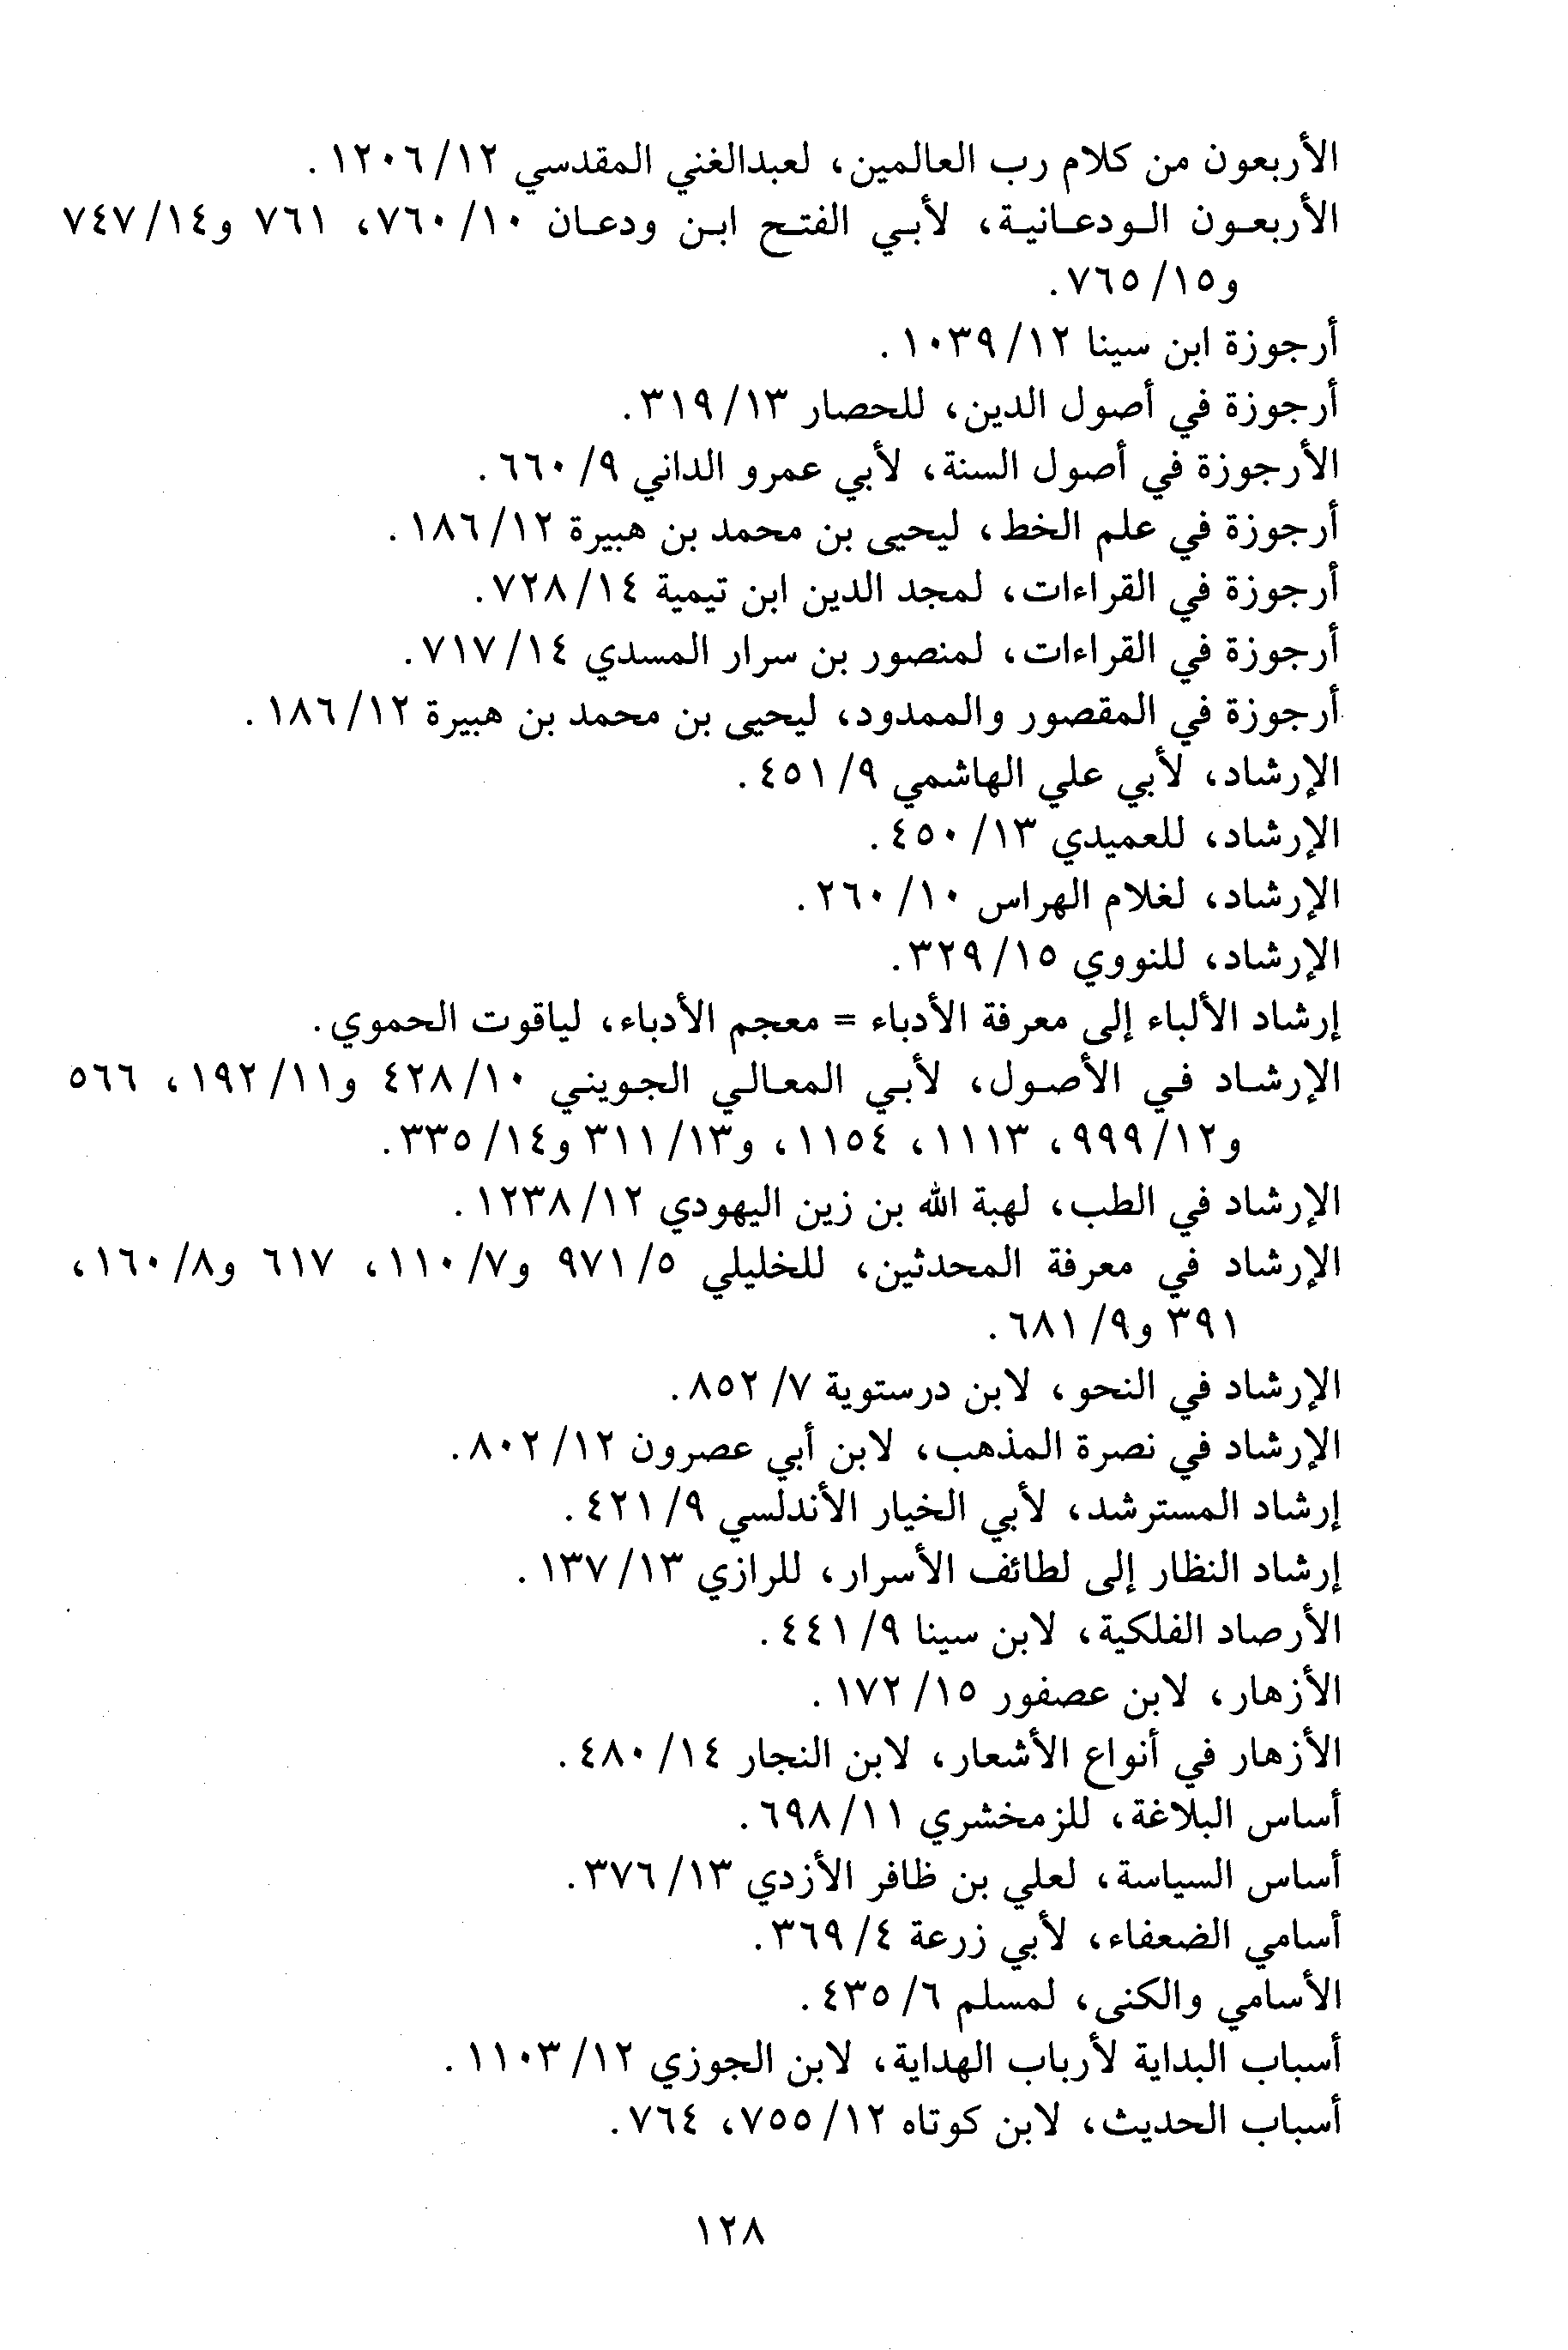 الأربعون من كلام رب العالمين، لعبدالغني المقدسي ١٢/ ١٢٠٦.
الأربعون الودعانية، لأبي الفتح ابن ودعان ١٠/ ٧٦٠، ٧٦١ و١٤/ ٧٤٧
و١٥/ ٧٦٥.
أرجوزة ابن سينا ١٢/ ١٠٣٩.
أرجوزة في أصول الدين، للحصار ١٣/ ٣١٩.
الأرجوزة في أصول السنة، لأبي عمرو الداني ٩/ ٦٦٠.
أرجوزة في علم الخط، ليحيى بن محمد بن هبيرة ١٢/ ١٨٦.
أرجوزة في القراءات، لمجد الدين ابن تيمية ١٤/ ٧٢٨.
أرجوزة في القراءات، لمنصور بن سرار المسدي ١٤/ ٧١٧.
أرجوزة في المقصور والممدود، ليحيى بن محمد بن هبيرة ١٢/ ١٨٦.
الإرشاد، لأبي علي الهاشمي ٩/ ٤٥١.
الإرشاد، للعميدي ١٣/ ٤٥٠.
الإرشاد، لغلام الهراس ١٠/ ٢٦٠.
الإرشاد، للنووي ١٥/ ٣٢٩.
إرشاد الألباء إلى معرفة الأدباء = معجم الأدباء، لياقوت الحموي.
الإرشاد في الأصول، لأبي المعالي الجويني ١٠/ ٤٢٨ و١١/ ١٩٢، ٥٦٦
و١٢/ ٩٩٩، ١١١٣، ١١٥٤، و١٣/ ٣١١ و١٤/ ٣٣٥.
الإرشاد في الطب، لهبة الله بن زين اليهودي ١٢/ ١٢٣٨.
الإرشاد في معرفة المحدثين، للخليلي ٥/ ٩٧١ و٧/ ١١٠، ٦١٧ و٨/ ١٦٠،
٣٩١ و٩/ ٦٨١.
الإرشاد في النحو، لابن درستوية ٧/ ٨٥٢.
الإرشاد في نصرة المذهب، لابن أبي عصرون ١٢/ ٨٠٢.
إرشاد المسترشد، لأبي الخيار الأندلسي ٩/ ٤٢١.
إرشاد النظار إلى لطائف الأسرار، للرازي ١٣/ ١٣٧.
الأرصاد الفلكية، لابن سينا ٩/ ٤٤١.
الأزهار، لابن عصفور ١٥/ ١٧٢.
الأزهار في أنواع الأشعار، لابن النجار ١٤/ ٤٨٠.
أساس البلاغة، للزمخشري ١١/ ٦٩٨.
أساس السياسة، لعلي بن ظافر الأزدي ١٣/ ٣٧٦.
أسامي الضعفاء، لأبي زرعة ٤/ ٣٦٩.
الأسامي والكنى، لمسلم ٦/ ٤٣٥.
أسباب البداية لأرباب الهداية، لابن الجوزي ١٢/ ١١٠٣.
أسباب الحديث، لابن كوتاه ١٢/ ٧٥٥، ٧٦٤.
١٢٨